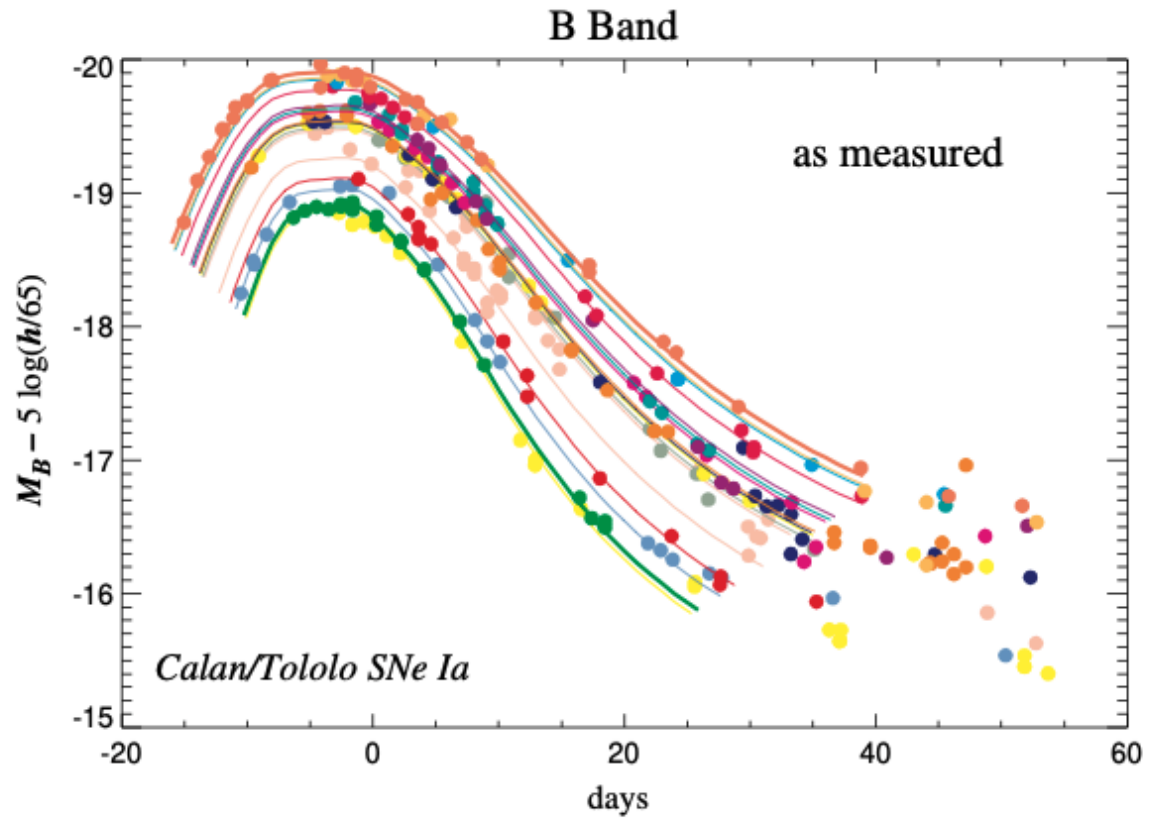 B Band
-20
as measured
-19
-18
-17
-16
-15
M_B – 5 log(h/65)
Calan/Tololo SNe Ia
-20 0 20 40 60
days